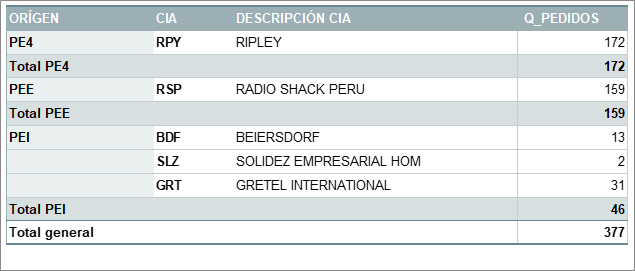 ORÍGEN CIA DESCRIPCIÓN CIA Q_PEDIDOS
PE4 RPY RIPLEY 172
Total PE4 172
PEE RSP RADIO SHACK PERU 159
Total PEE 159
PEI BDF BEIERSDORF 13
SLZ SOLIDEZ EMPRESARIAL HOM 2
GRT GRETEL INTERNATIONAL 31
Total PEI 46
Total general 377